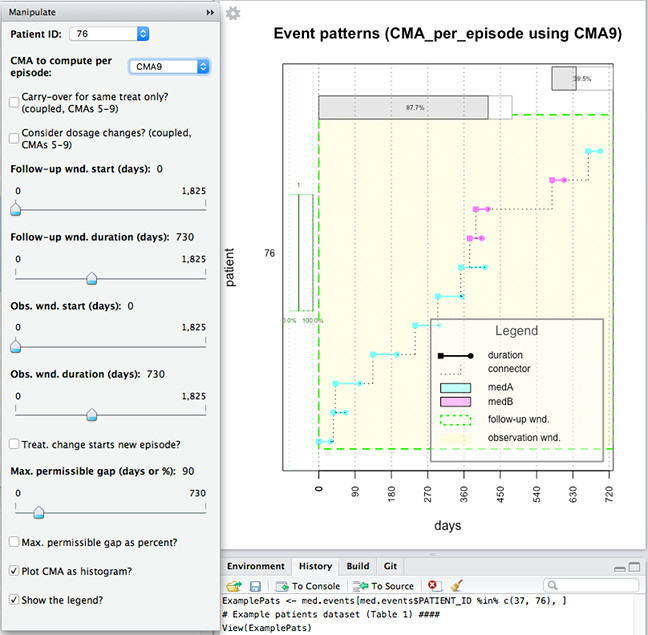 Manipulate
Patient ID: 76
CMA to compute per
episode: CMA9
Carry-over for same treat only?
(coupled, CMAs 5-9)
Consider dosage changes? (coupled,
CMAs 5-9)
Follow-up wnd. start (days): 0
0 1,825
Follow-up wnd. duration (days): 730
0 1,825
Obs. wnd. start (days): 0
0 1,825
Obs. wnd. duration (days): 730
0 1,825
Treat. change starts new episode?
Max. permissible gap (days or %): 90
0 730
Max. permissible gap as percent?
Plot CMA as histogram?
Show the legend?
Event patterns (CMA_per_episode using CMA9)
39.5%
87.7%
1
patient
76
0.0% 100.0%
Legend
duration
connector
medA
medB
follow-up wnd.
observation wnd.
0 90 180 270 360 450 540 630 720
days
Environment History Build Git
To Console To Source
ExamplePats <- med.events[med.events$PATIENT_ID %in% c(37, 76), ]
# Example patients dataset (Table 1) ####
View(ExamplePats)